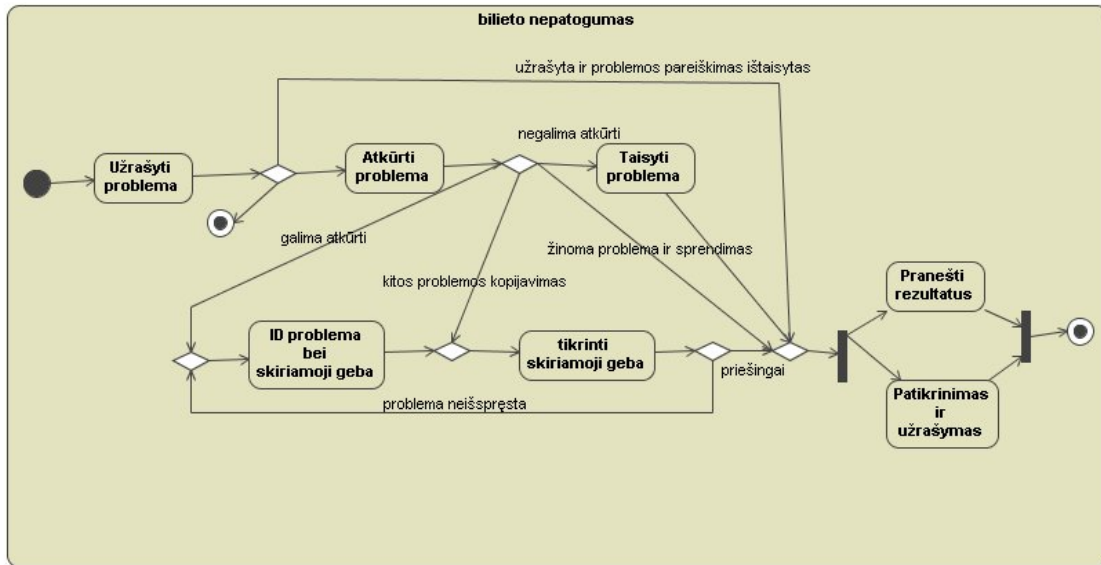 bilieto nepatogumas
užrašyta ir problemos pareiškimas ištaisytas
negalima atkūrti
Užrašyti
problema
Atkūrti
problema
Taisyti
problema
galima atkūrti
žinoma problema ir sprendimas
kitos problemos kopijavimas
Pranešti
rezultatus
ID problema
bei
skiriamoji geba
tikrinti
skiriamoji geba
priešingai
problema neišspręsta
Patikrinimas
ir
užrašymas